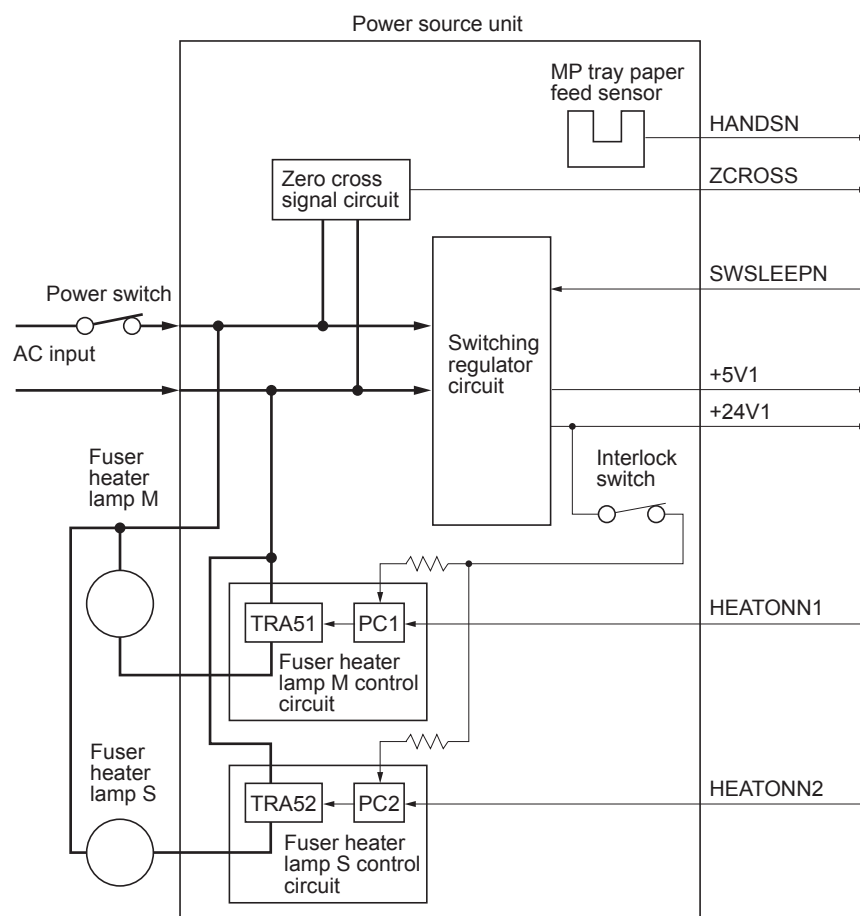 Power source unit
MP tray paper
feed sensor
HANDSN
Zero cross
signal circuit
ZCROSS
SWSLEEPN
Power switch
AC input
Switching
regulator
circuit
+5V1
+24V1
Interlock
switch
Fuser
heater
lamp M
TRA51
PC1
HEATONN1
Fuser heater
lamp M control
circuit
Fuser
heater
lamp S
TRA52
PC2
HEATONN2
Fuser heater
lamp S control
circuit